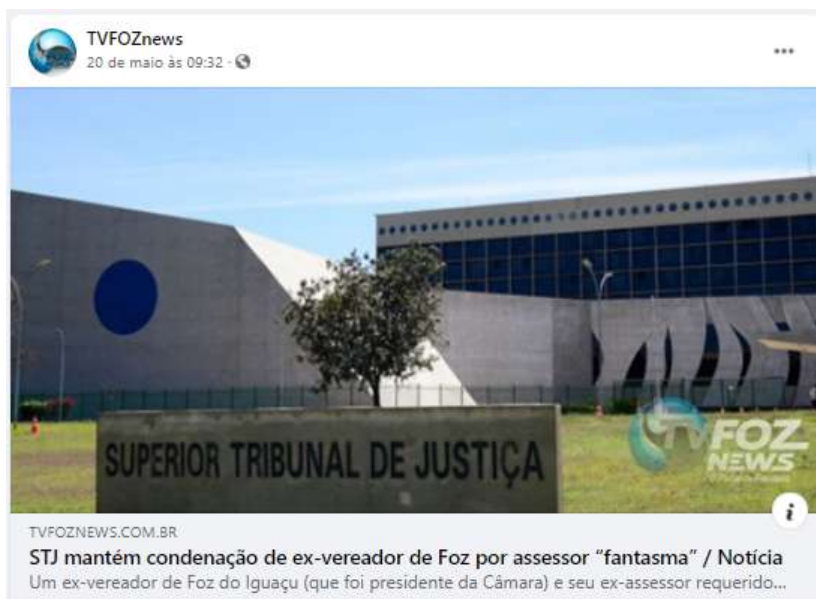 TVFOZnews
20 de maio às 09:32 ·
SUPERIOR TRIBUNAL DE JUSTIÇA
TVFOZ
NEWS
TVFOZNEWS.COM.BR
STJ mantém condenação de ex-vereador de Foz por assessor “fantasma” / Notícia
Um ex-vereador de Foz do Iguaçu (que foi presidente da Câmara) e seu ex-assessor requerido...